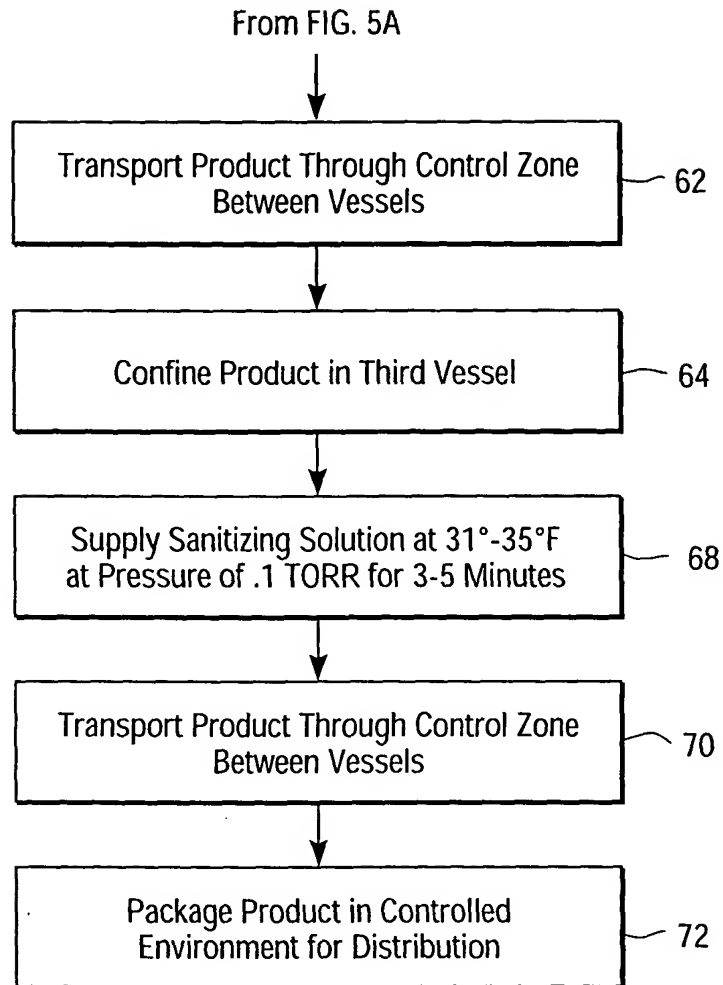 From FIG. 5A
Transport Product Through Control Zone
Between Vessels
62
Confine Product in Third Vessel
64
Supply Sanitizing Solution at 31°-35°F
at Pressure of .1 TORR for 3-5 Minutes
68
Transport Product Through Control Zone
Between Vessels
70
Package Product in Controlled
Environment for Distribution
72